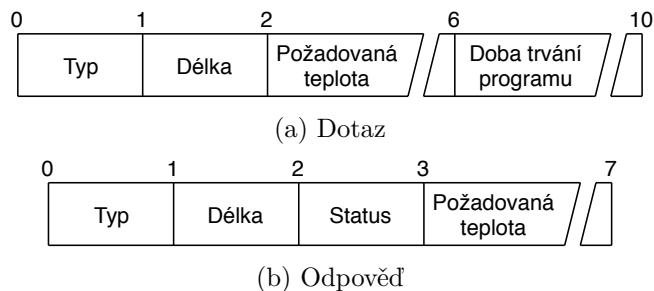 0 1 2 6 10
Typ Délka Požadovaná teplota Doba trvání programu
(a) Dotaz
0 1 2 3 7
Typ Délka Status Požadovaná teplota
(b) Odpověď